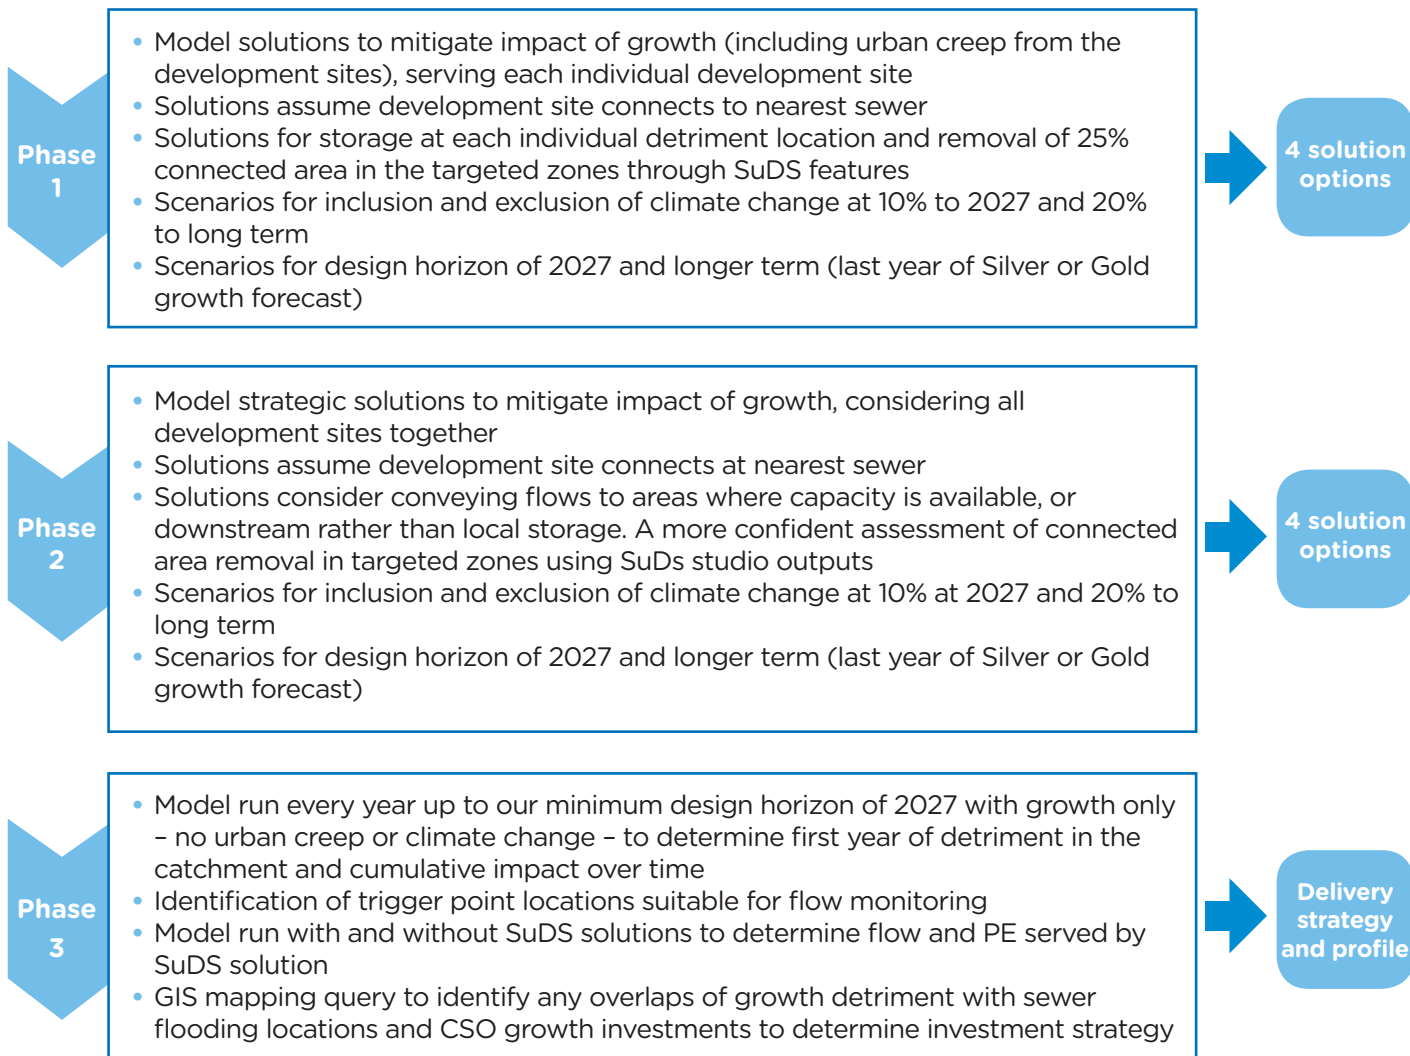 Phase
1
• Model solutions to mitigate impact of growth (including urban creep from the
development sites), serving each individual development site
• Solutions assume development site connects to nearest sewer
• Solutions for storage at each individual detriment location and removal of 25%
connected area in the targeted zones through SuDS features
• Scenarios for inclusion and exclusion of climate change at 10% to 2027 and 20%
to long term
• Scenarios for design horizon of 2027 and longer term (last year of Silver or Gold
growth forecast)
4 solution
options
Phase
2
• Model strategic solutions to mitigate impact of growth, considering all
development sites together
• Solutions assume development site connects at nearest sewer
• Solutions consider conveying flows to areas where capacity is available, or
downstream rather than local storage. A more confident assessment of connected
area removal in targeted zones using SuDs studio outputs
• Scenarios for inclusion and exclusion of climate change at 10% at 2027 and 20% to
long term
• Scenarios for design horizon of 2027 and longer term (last year of Silver or Gold
growth forecast)
4 solution
options
Phase
3
• Model run every year up to our minimum design horizon of 2027 with growth only
– no urban creep or climate change – to determine first year of detriment in the
catchment and cumulative impact over time
• Identification of trigger point locations suitable for flow monitoring
• Model run with and without SuDS solutions to determine flow and PE served by
SuDS solution
• GIS mapping query to identify any overlaps of growth detriment with sewer
flooding locations and CSO growth investments to determine investment strategy
Delivery
strategy
and profile